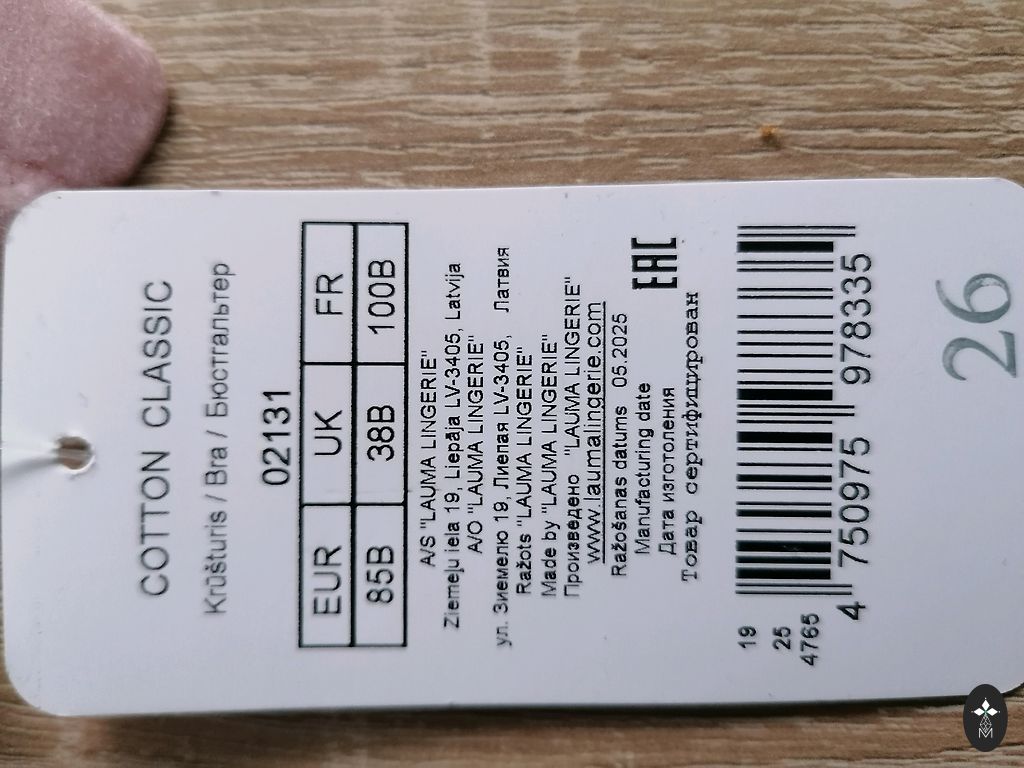 COTTON CLASSIC
Krūšturis / Bra / Бюстгальтер
02131
EUR UK FR
85B 38B 100B
A/S "LAUMA LINGERIE"
Ziemeļu iela 19, Liepāja LV-3405, Latvija
A/O "LAUMA LINGERIE"
ул. Зиемелю 19, Лиепая LV-3405, Латвия
Ražots "LAUMA LINGERIE"
Made by "LAUMA LINGERIE"
Произведено "LAUMA LINGERIE"
www.laumalingerie.com
Ražošanas datums 05.2025
Manufacturing date
Дата изготоления
Товар сертифицирован
EAC
19
25
4765
4 750975 978335
26
M